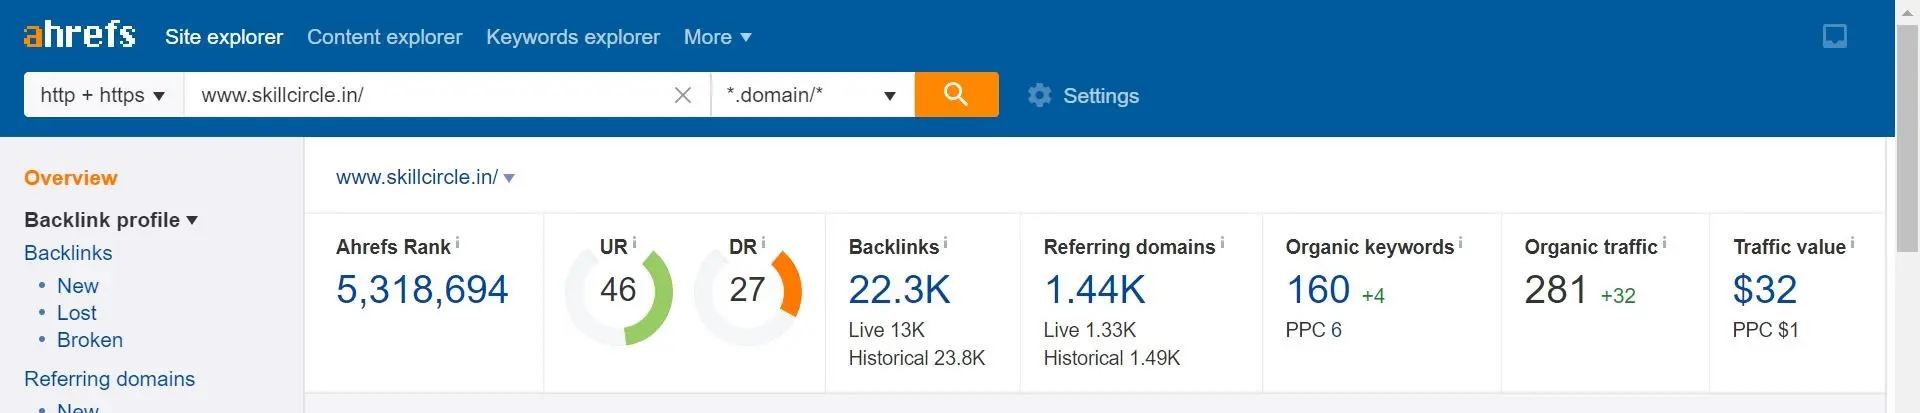 ahrefs Site explorer Content explorer Keywords explorer More
http + https www.skillcircle.in/ *.domain/* Settings
Overview
Backlink profile
Backlinks
• New
• Lost
• Broken
Referring domains
• New
www.skillcircle.in/
Ahrefs Rank
5,318,694
UR
46
DR
27
Backlinks
22.3K
Live 13K
Historical 23.8K
Referring domains
1.44K
Live 1.33K
Historical 1.49K
Organic keywords
160 +4
PPC 6
Organic traffic
281 +32
Traffic value
$32
PPC $1